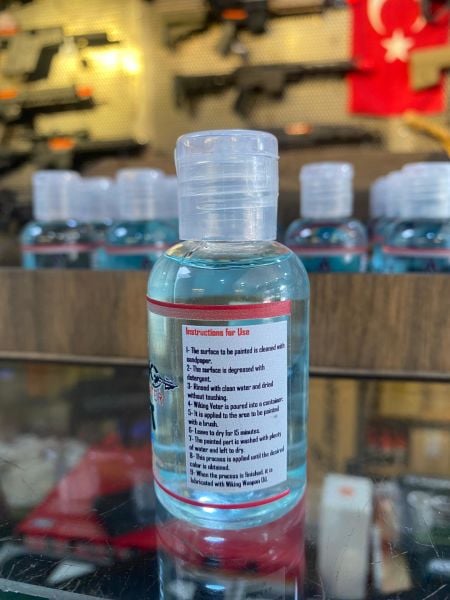 Instructions for Use
1- The surface to be painted is cleaned with
sandpaper.
2- The surface is degreased with
detergent.
3- Rinsed with clean water and dried
without touching.
4- Wiking Veter is poured into a container.
5- It is applied to the area to be painted
with a brush.
6- Leave to dry for 15 minutes.
7- The painted part is washed with plenty
of water and left to dry.
8- This process is applied until the desired
color is obtained.
9- When the process is finished, it is
lubricated with Wiking Weapon Oil.